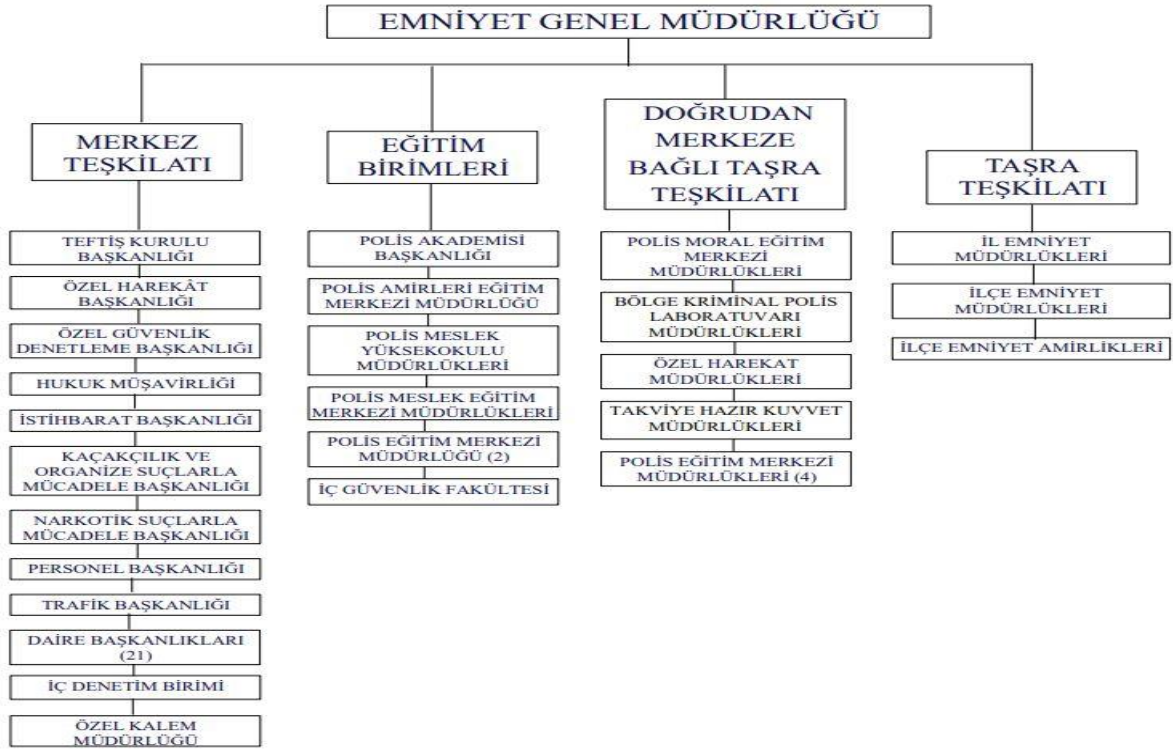 EMNİYET GENEL MÜDÜRLÜĞÜ
MERKEZ
TEŞKİLATI
TEFTİŞ KURULU
BAŞKANLIĞI
ÖZEL HAREKÂT
BAŞKANLIĞI
ÖZEL GÜVENLİK
DENETLEME BAŞKANLIĞI
HUKUK MÜŞAVİRLİĞİ
İSTİHBARAT BAŞKANLIĞI
KAÇAKÇILIK VE
ORGANİZE SUÇLARLA
MÜCADELE BAŞKANLIĞI
NARKOTİK SUÇLARLA
MÜCADELE BAŞKANLIĞI
PERSONEL BAŞKANLIĞI
TRAFİK BAŞKANLIĞI
DAİRE BAŞKANLIKLARI
(21)
İÇ DENETİM BİRİMİ
ÖZEL KALEM
MÜDÜRLÜĞÜ
EĞİTİM
BİRİMLERİ
POLİS AKADEMİSİ
BAŞKANLIĞI
POLİS AMİRLERİ EĞİTİM
MERKEZİ MÜDÜRLÜĞÜ
POLİS MESLEK
YÜKSEKOKULU
MÜDÜRLÜKLERİ
POLİS MESLEK EĞİTİM
MERKEZİ MÜDÜRLÜKLERİ
POLİS EĞİTİM MERKEZİ
MÜDÜRLÜĞÜ (2)
İÇ GÜVENLİK FAKÜLTESİ
DOĞRUDAN
MERKEZE
BAĞLI TAŞRA
TEŞKİLATI
POLİS MORAL EĞİTİM
MERKEZİ
MÜDÜRLÜKLERİ
BÖLGE KRİMİNAL POLİS
LABORATUVARI
MÜDÜRLÜKLERİ
ÖZEL HAREKAT
MÜDÜRLÜKLERİ
TAKVİYE HAZIR KUVVET
MÜDÜRLÜKLERİ
POLİS EĞİTİM MERKEZİ
MÜDÜRLÜKLERİ (4)
TAŞRA
TEŞKİLATI
İL EMNİYET
MÜDÜRLÜKLERİ
İLÇE EMNİYET
MÜDÜRLÜKLERİ
İLÇE EMNİYET AMİRLİKLERİ